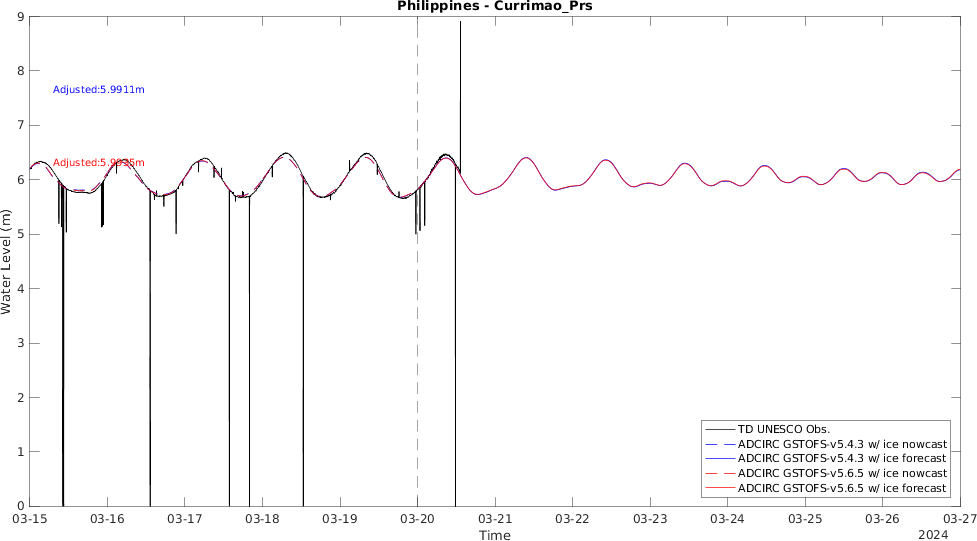 Philippines - Currimao_Prs
9
8
7
6
5
4
3
2
1
0
Water Level (m)
Adjusted:5.9911m
TD UNESCO Obs.
ADCIRC GSTOFS-v5.4.3 w/ ice nowcast
ADCIRC GSTOFS-v5.4.3 w/ ice forecast
ADCIRC GSTOFS-v5.6.5 w/ ice nowcast
ADCIRC GSTOFS-v5.6.5 w/ ice forecast
03-15 03-16 03-17 03-18 03-19 03-20 03-21 03-22 03-23 03-24 03-25 03-26 03-27
Time
2024